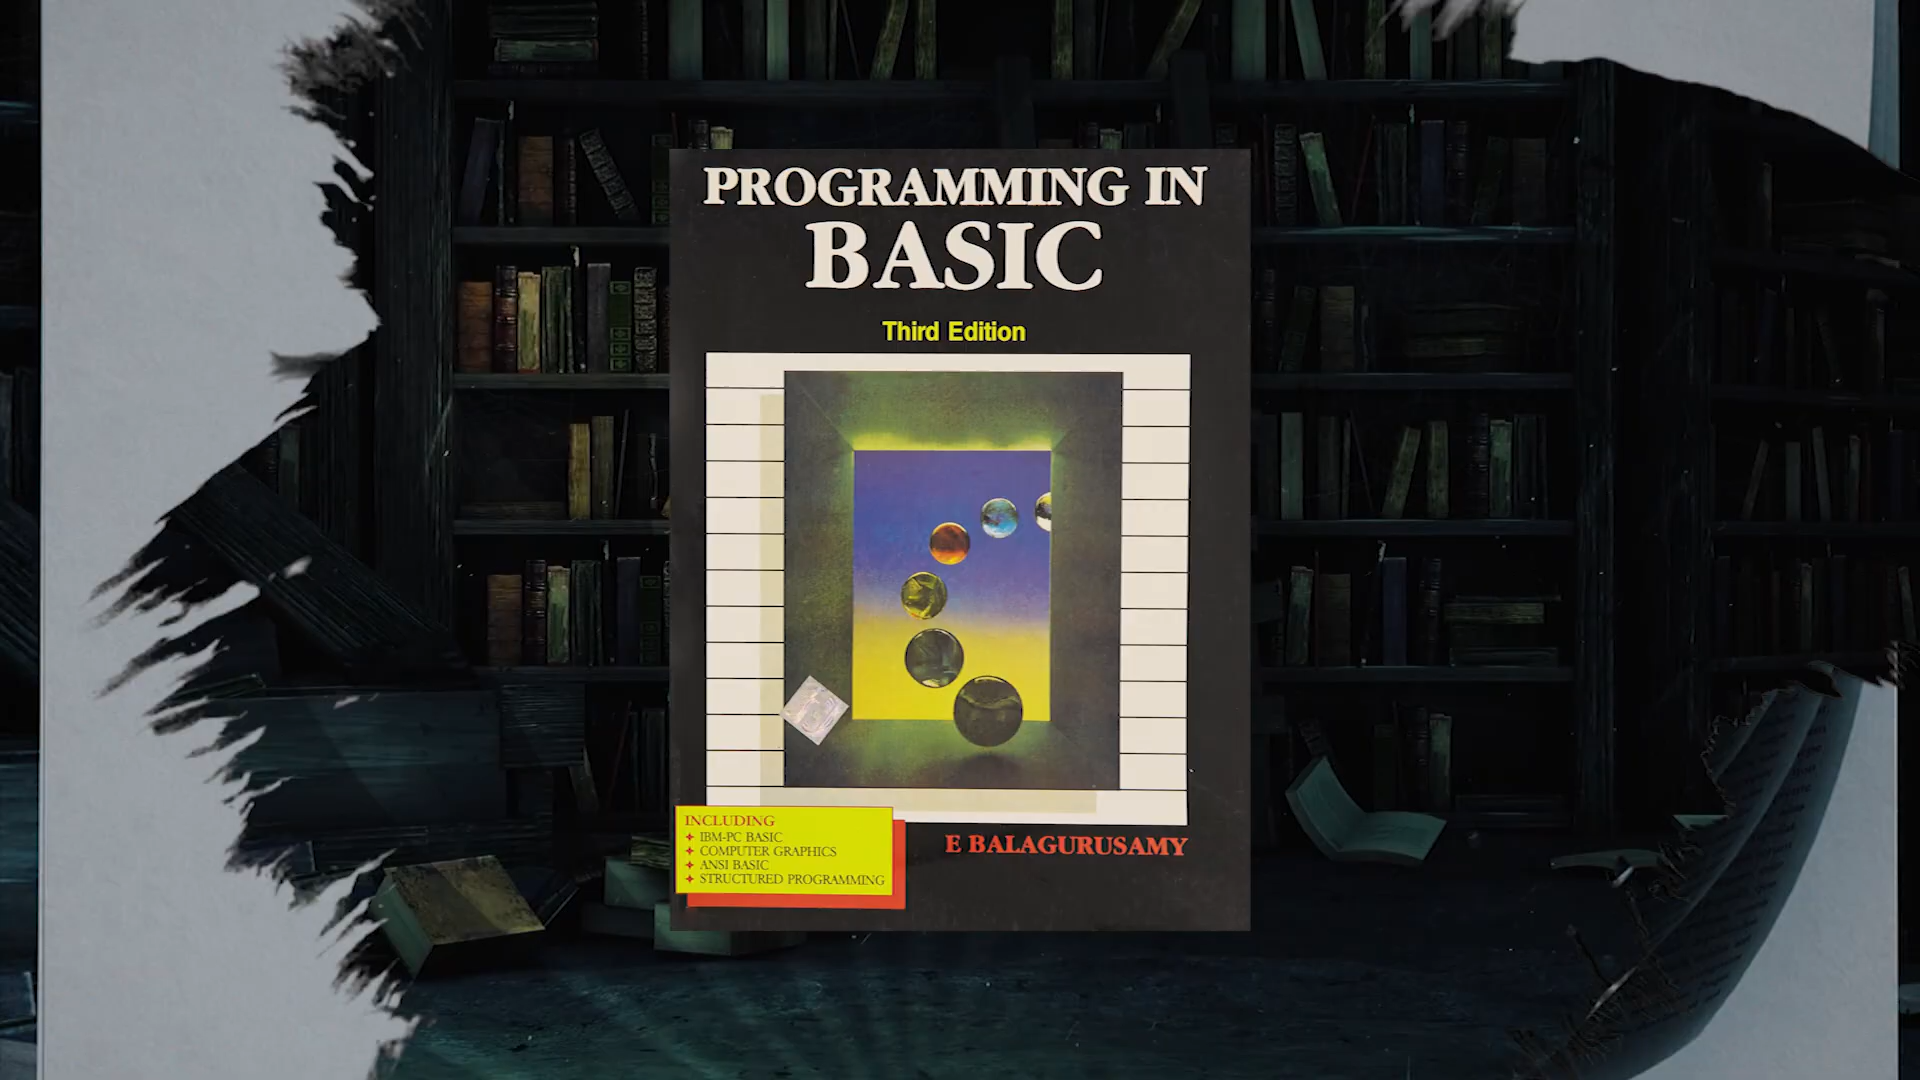 PROGRAMMING IN
BASIC
Third Edition
INCLUDING
IBM-PC BASIC
COMPUTER GRAPHICS
ANSI BASIC
STRUCTURED PROGRAMMING
E BALAGURUSAMY